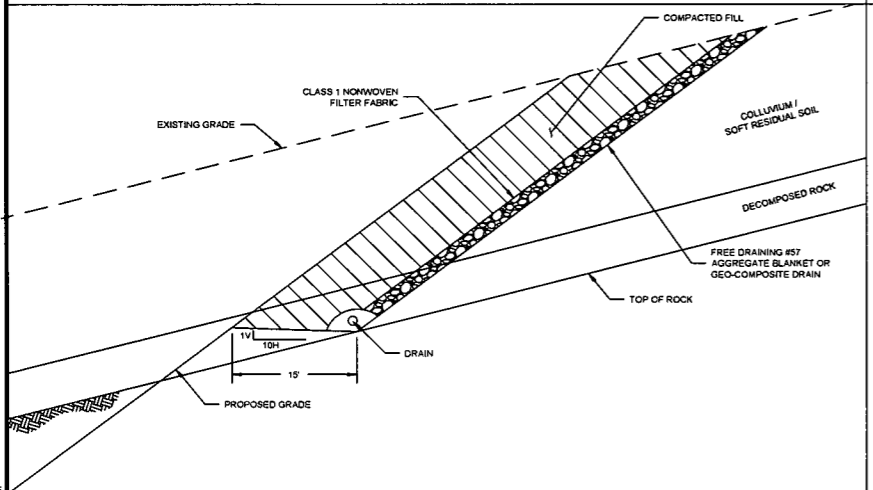 COMPACTED FILL
CLASS 1 NONWOVEN
FILTER FABRIC
EXISTING GRADE
COLLUVIUM /
SOFT RESIDUAL SOIL
DECOMPOSED ROCK
FREE DRAINING #57
AGGREGATE BLANKET OR
GEO-COMPOSITE DRAIN
TOP OF ROCK
1V
10H
DRAIN
15'
PROPOSED GRADE